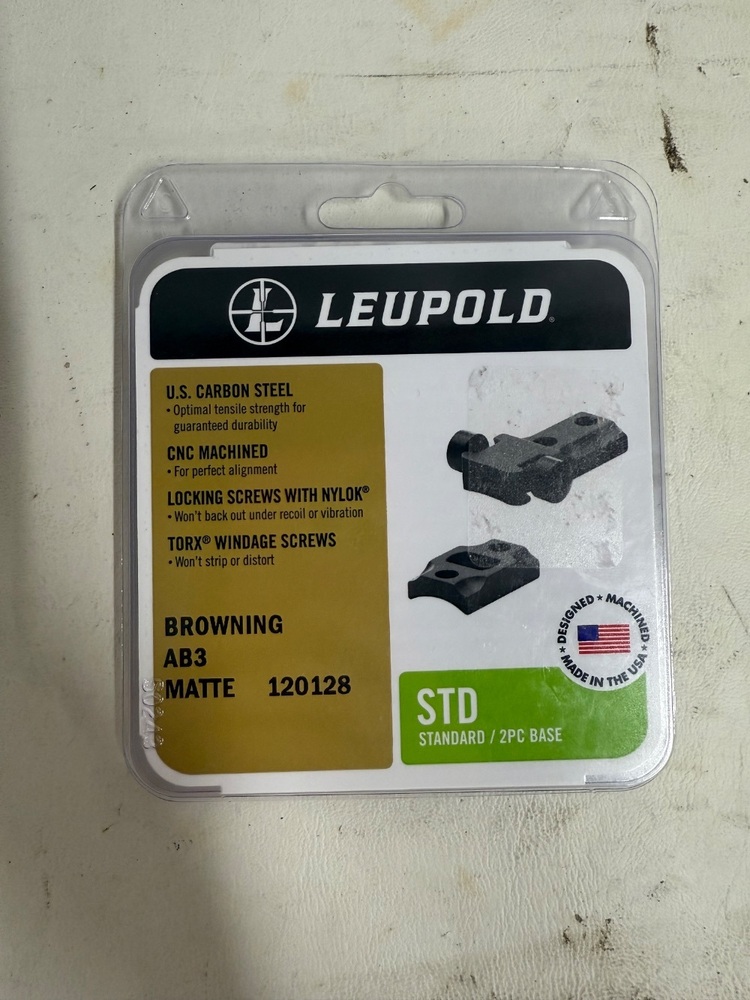 LEUPOLD®
U.S. CARBON STEEL
• Optimal tensile strength for
guaranteed durability
CNC MACHINED
• For perfect alignment
LOCKING SCREWS WITH NYLOK®
• Won't back out under recoil or vibration
TORX® WINDAGE SCREWS
• Won't strip or distort
BROWNING
AB3
MATTE 120128
DESIGNED ★ MACHINED
★ MADE IN THE USA ★
STD
STANDARD / 2PC BASE